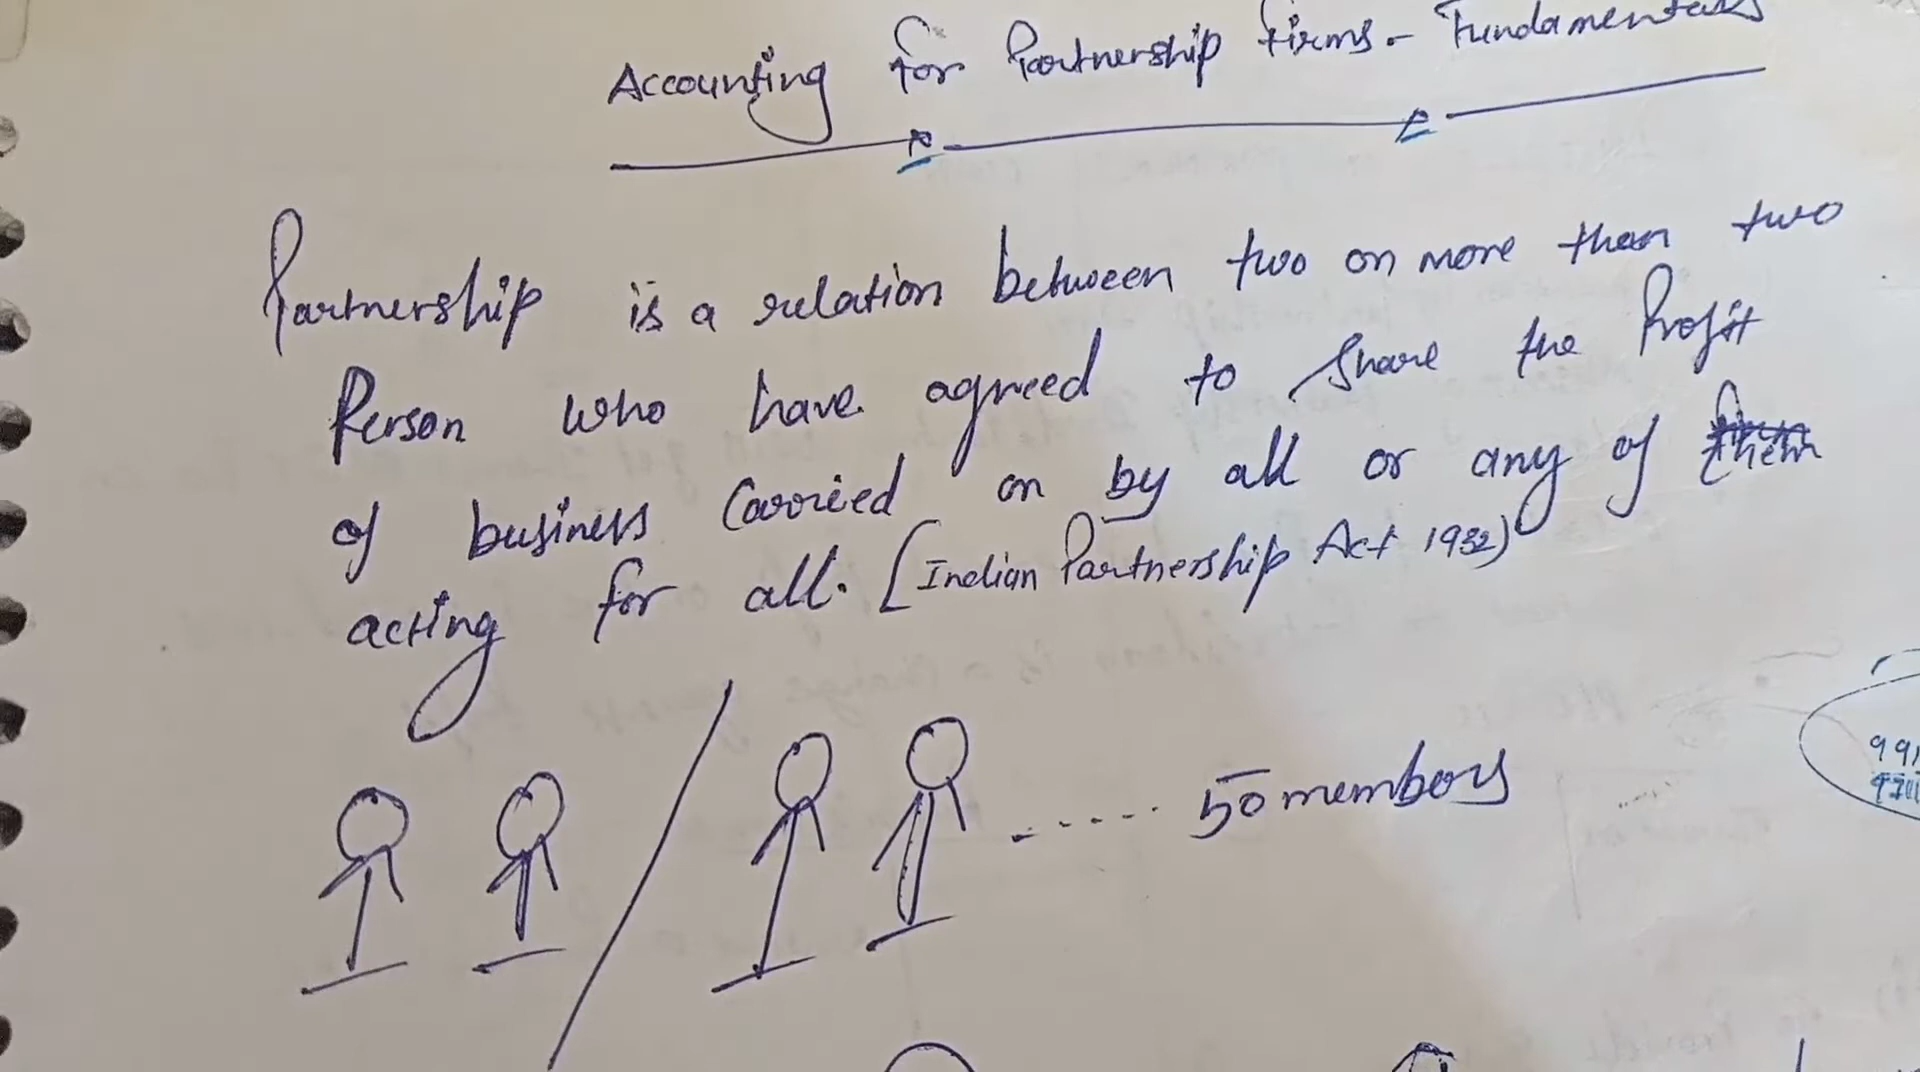 Accounting for Partnership Firms - Fundamentals
Partnership is a relation between two or more than two
Person who have agreed to share the Profit
of business Carried on by all or any of them
acting for all. [Indian Partnership Act 1932)
50 members